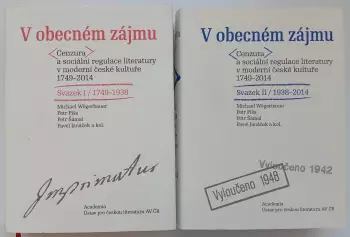 V obecném zájmu
Cenzura
a sociální regulace literatury
v moderní české kultuře
1749–2014
Svazek I / 1749–1938
Michael Wögerbauer
Petr Píša
Petr Šámal
Pavel Janáček a kol.
Imprimatur
Academia
Ústav pro českou literaturu AV ČR
V obecném zájmu
Cenzura
a sociální regulace literatury
v moderní české kultuře
1749–2014
Svazek II / 1938–2014
Michael Wögerbauer
Petr Píša
Petr Šámal
Pavel Janáček a kol.
Vyloučeno 1942
Vyloučeno 1948
Academia
Ústav pro českou literaturu AV ČR